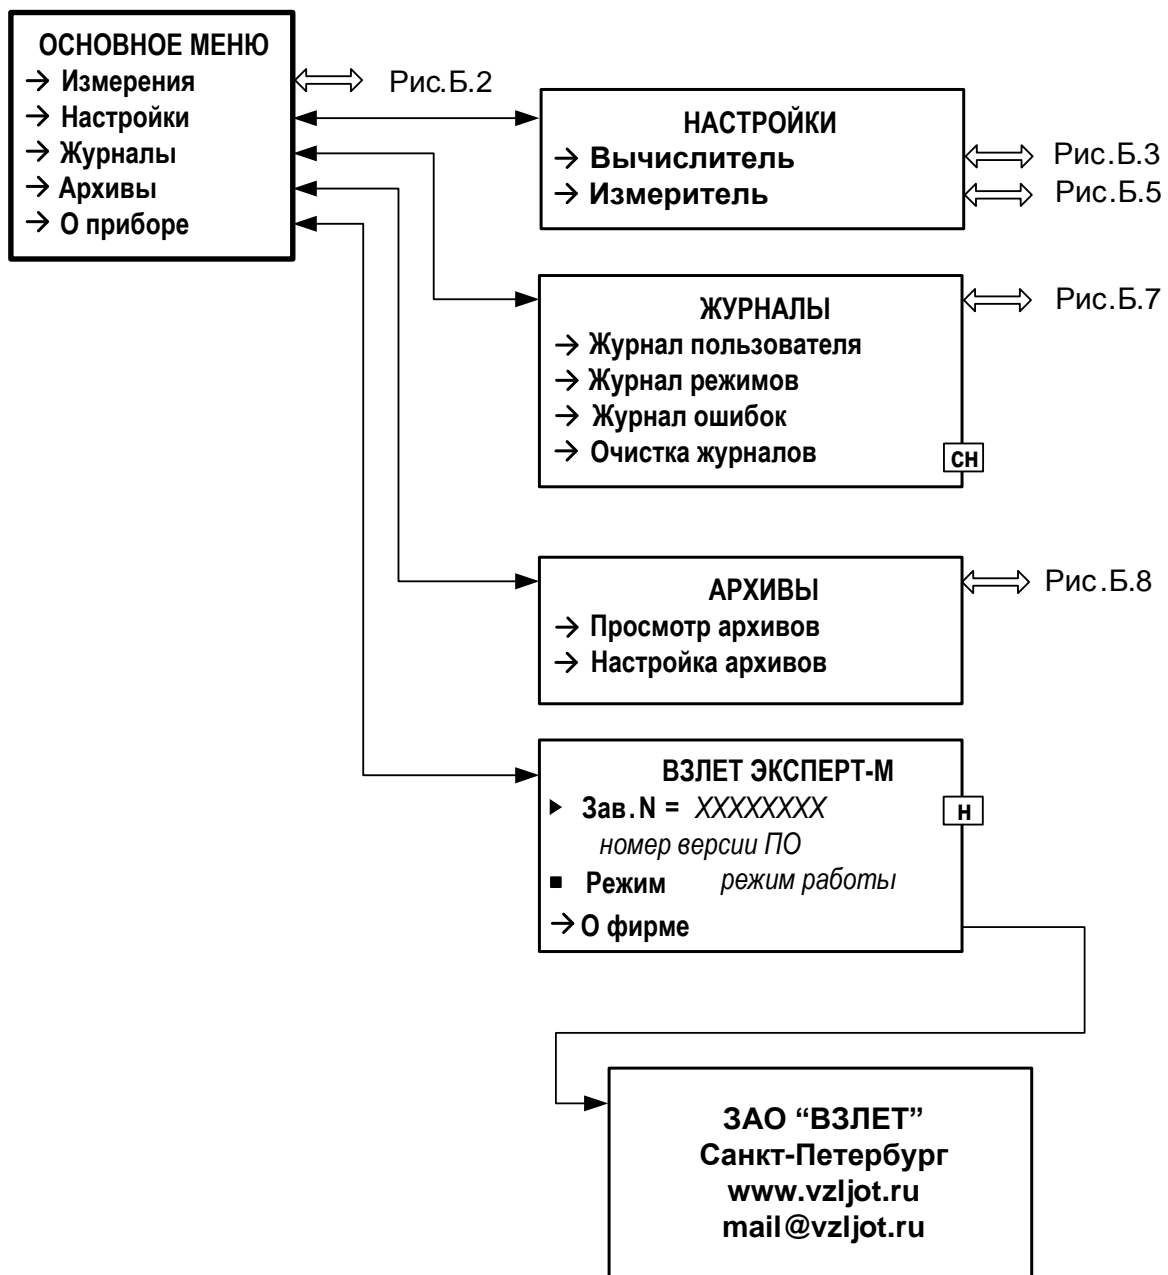 ОСНОВНОЕ МЕНЮ
→ Измерения
→ Настройки
→ Журналы
→ Архивы
→ О приборе
Рис.Б.2
НАСТРОЙКИ
→ Вычислитель
→ Измеритель
Рис.Б.3
Рис.Б.5
ЖУРНАЛЫ
→ Журнал пользователя
→ Журнал режимов
→ Журнал ошибок
→ Очистка журналов
СН
Рис.Б.7
АРХИВЫ
→ Просмотр архивов
→ Настройка архивов
Рис.Б.8
ВЗЛЕТ ЭКСПЕРТ-М
Зав.N = XXXXXXXX
номер версии ПО
Режим режим работы
→ О фирме
Н
ЗАО “ВЗЛЕТ”
Санкт-Петербург
www.vzljot.ru
mail@vzljot.ru